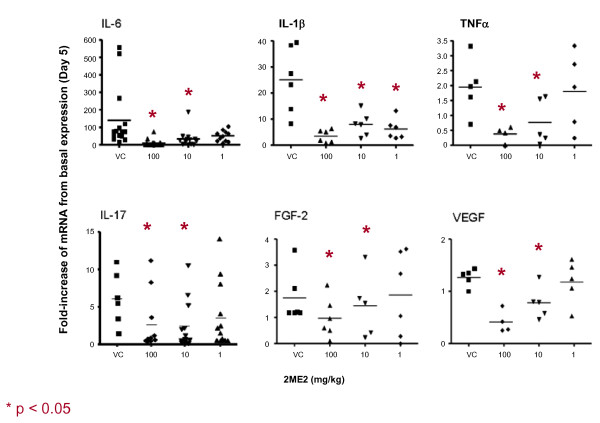 IL-6 IL-1β TNFα
Fold-increase of mRNA from basal expression (Day 5)
600 500 400 300 200 100 0
* *
VC 100 10 1
40 30 20 10 0
* * *
VC 100 10 1
3.5 3.0 2.5 2.0 1.5 1.0 0.5 0.0
* *
VC 100 10 1
IL-17 FGF-2 VEGF
15 10 5 0
* *
VC 100 10 1
4 3 2 1 0
* *
VC 100 10 1
2 1 0
* *
VC 100 10 1
2ME2 (mg/kg)
* p < 0.05